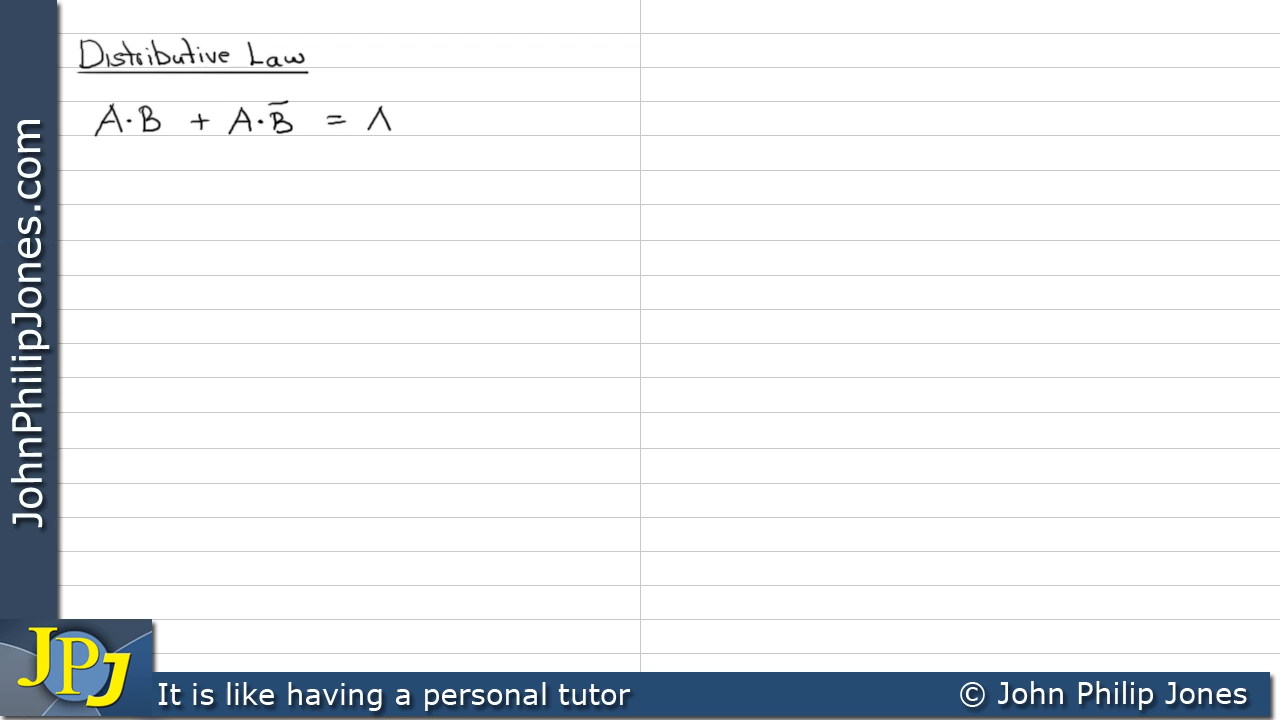 JohnPhilipJones.com
Distributive Law
A·B + A·B̅ = Λ
JPJ
It is like having a personal tutor
© John Philip Jones